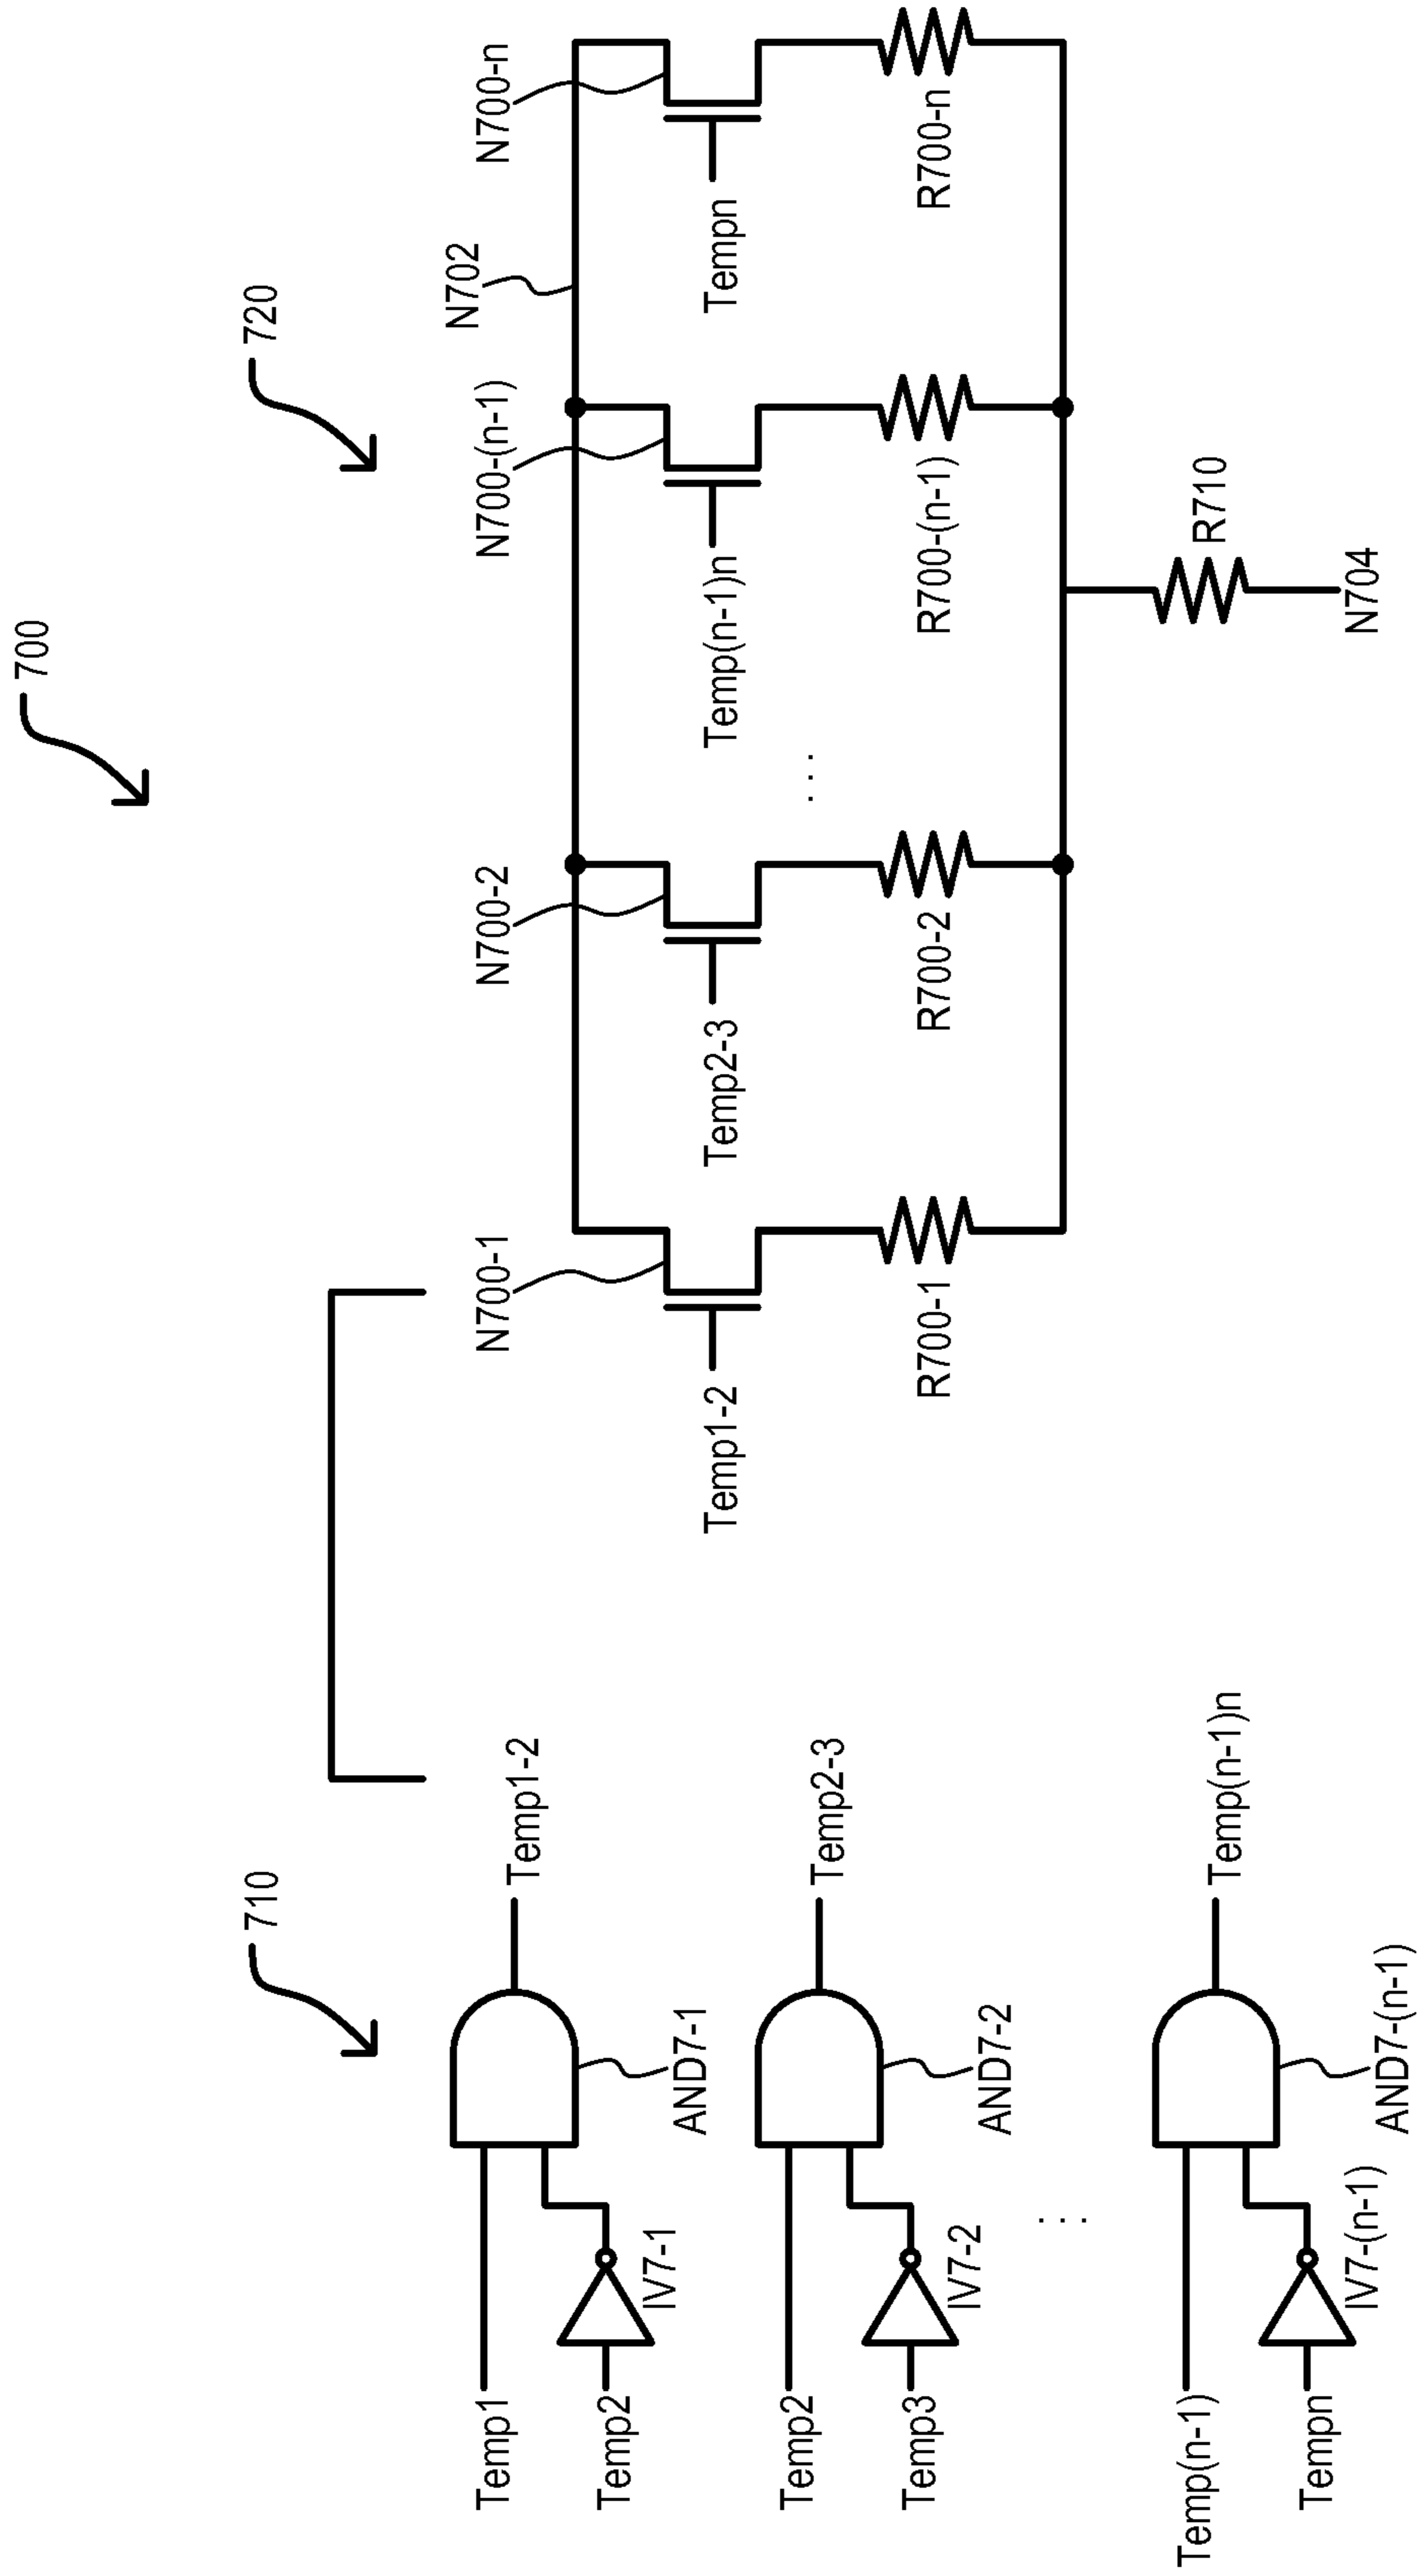 700
710
Temp1
Temp2
IV7-1
AND7-1
Temp1-2
Temp2
Temp3
IV7-2
AND7-2
Temp2-3
. . .
Temp(n-1)
Tempn
IV7-(n-1)
AND7-(n-1)
Temp(n-1)n
720
N702
N700-1
N700-2
N700-(n-1)
N700-n
Temp1-2
Temp2-3
Temp(n-1)n
Tempn
. . .
R700-1
R700-2
R700-(n-1)
R700-n
R710
N704